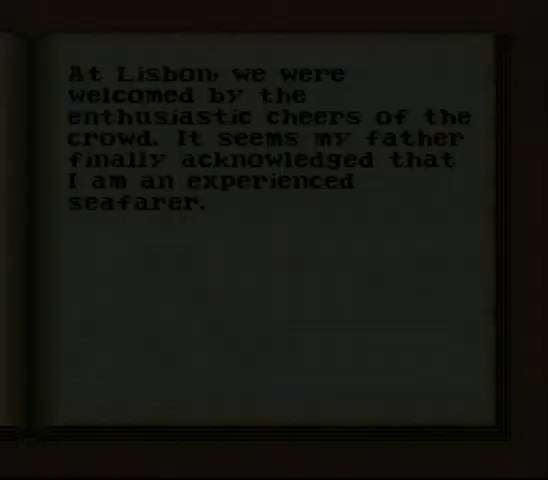 At Lisbon, we were
welcomed by the
enthusiastic cheers of the
crowd. It seems my father
finally acknowledged that
I am an experienced
seafarer.